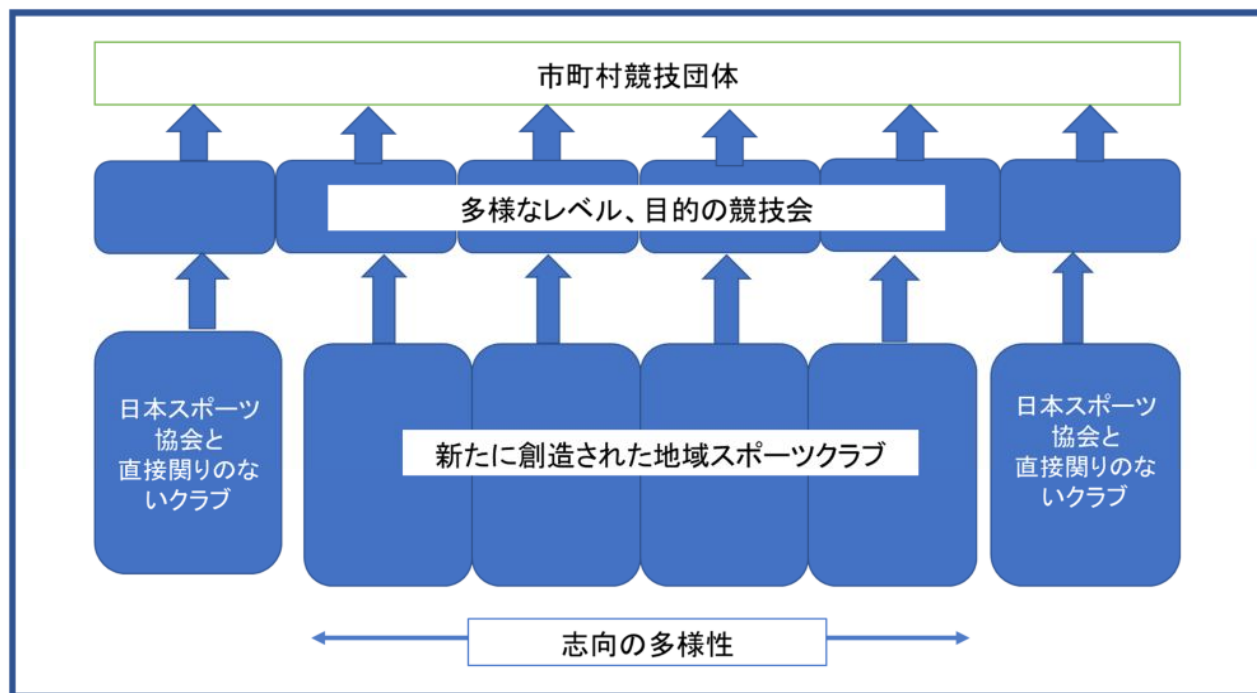 市町村競技団体
多様なレベル、目的の競技会
日本スポーツ
協会と
直接関りのな
いクラブ
新たに創造された地域スポーツクラブ
日本スポーツ
協会と
直接関りのな
いクラブ
志向の多様性